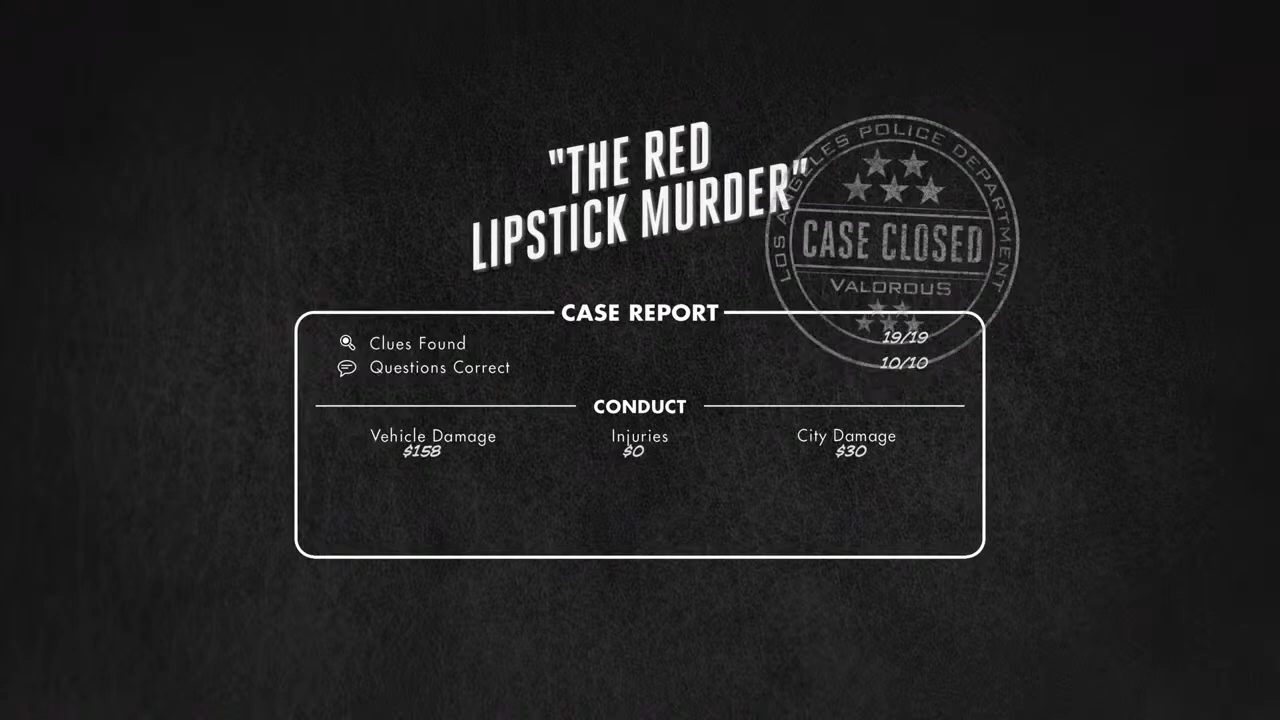 "THE RED
LIPSTICK MURDER"
LOS ANGELES POLICE DEPARTMENT
CASE CLOSED
VALOROUS
CASE REPORT
Clues Found 19/19
Questions Correct 10/10
CONDUCT
Vehicle Damage Injuries City Damage
$158 $0 $30